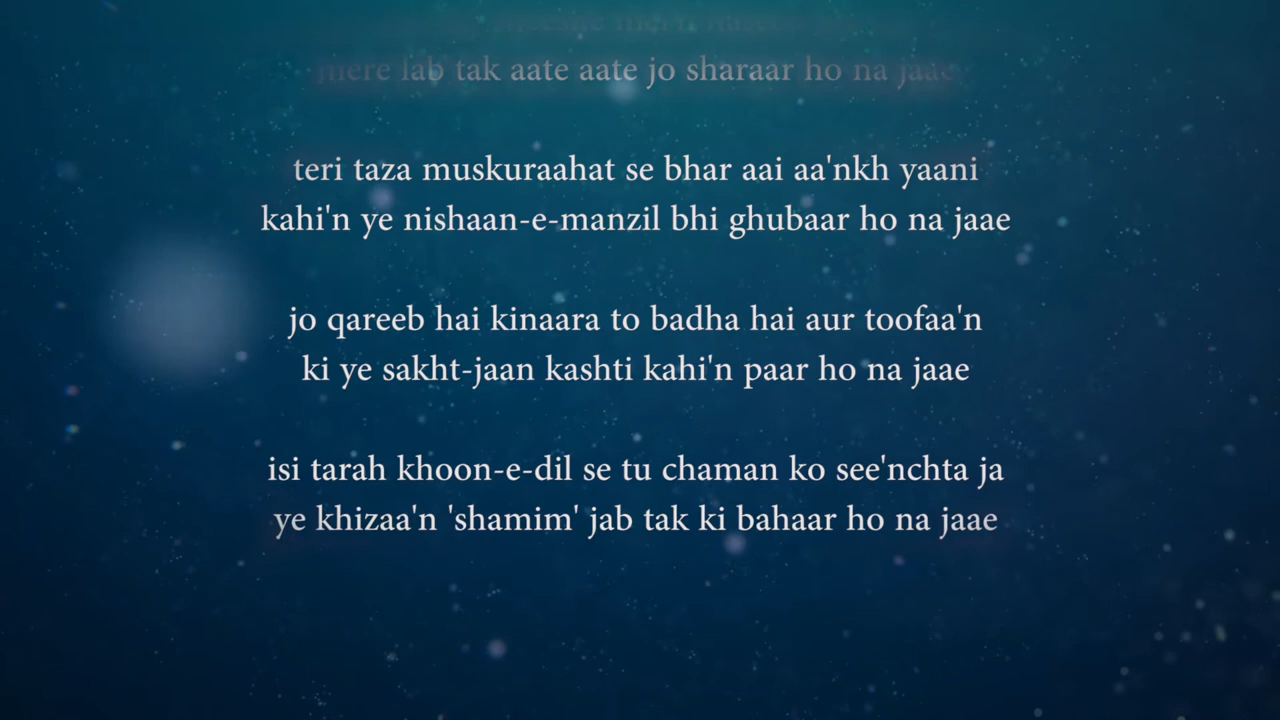 mere lab tak aate aate jo sharaar ho na jaae
teri taza muskuraahat se bhar aai aa'nkh yaani
kahi'n ye nishaan-e-manzil bhi ghubaar ho na jaae
jo qareeb hai kinaara to badha hai aur toofaa'n
ki ye sakht-jaan kashti kahi'n paar ho na jaae
isi tarah khoon-e-dil se tu chaman ko see'nchta ja
ye khizaa'n 'shamim' jab tak ki bahaar ho na jaae